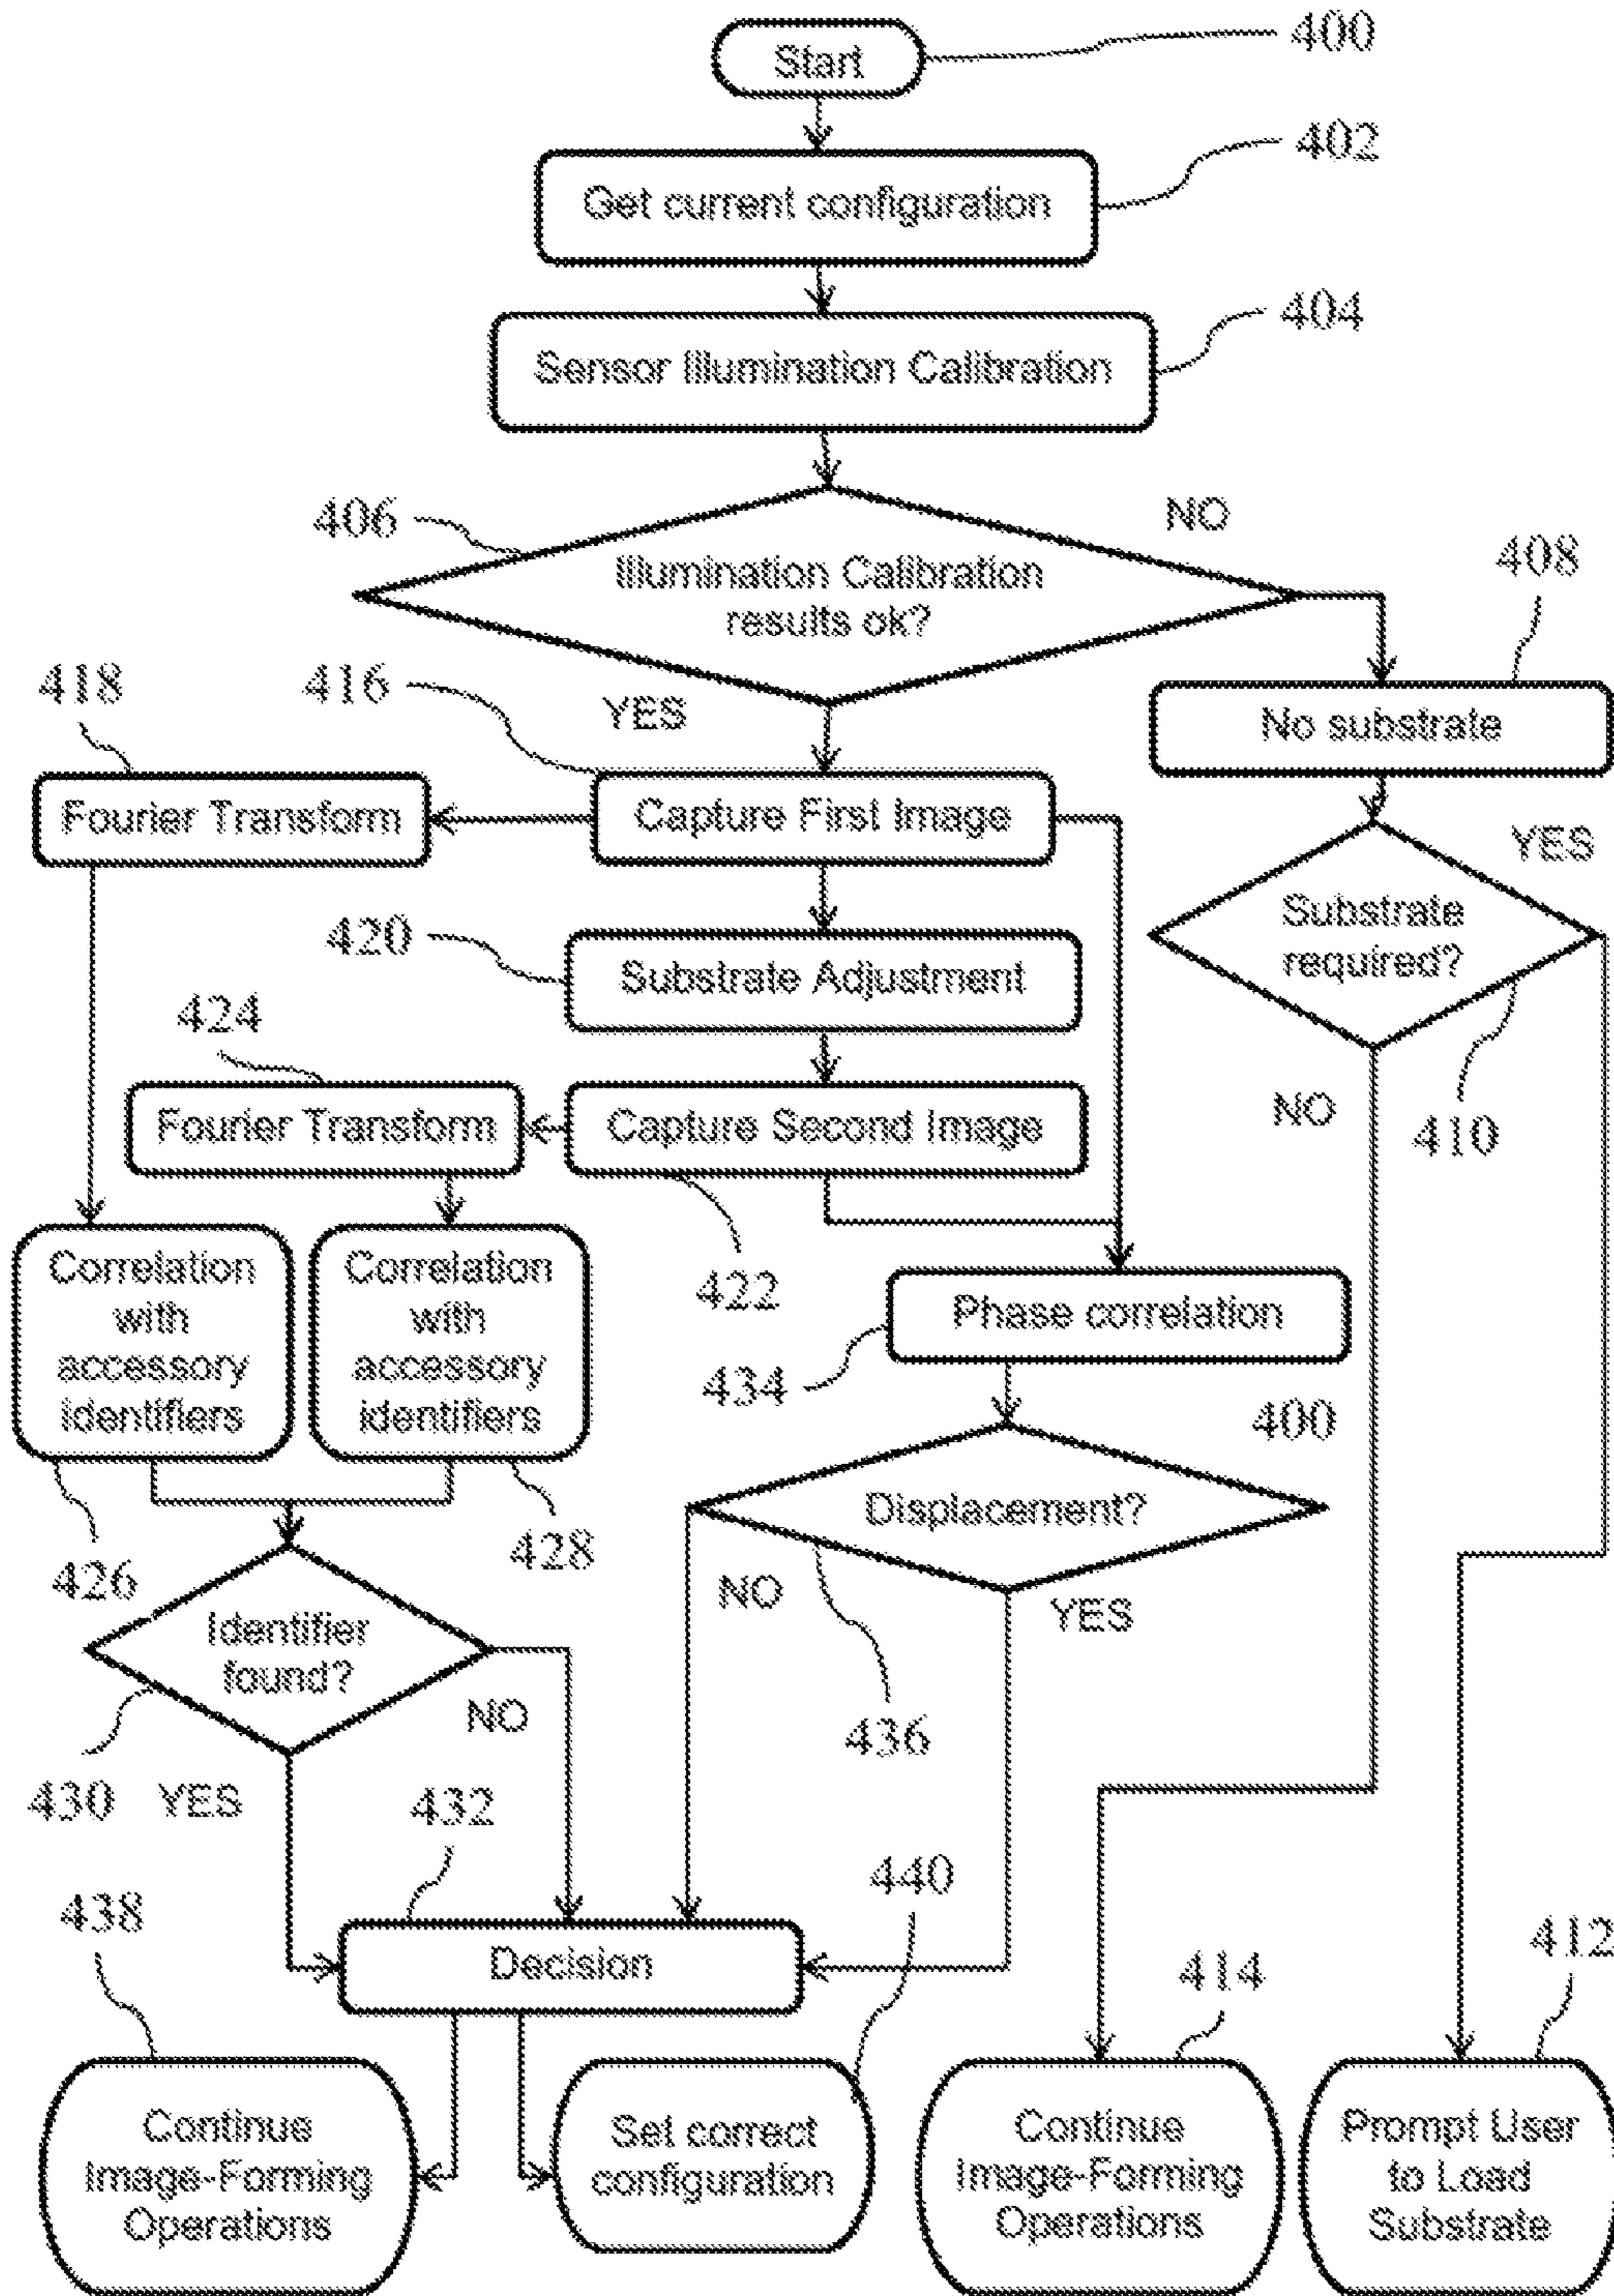 Start
400
Get current configuration
402
Sensor Illumination Calibration
404
406
NO
Illumination Calibration
results ok?
408
418
416
YES
No substrate
Fourier Transform
Capture First Image
YES
Substrate
required?
420
Substrate Adjustment
424
NO
410
Fourier Transform
Capture Second Image
Correlation
with
accessory
identifiers
Correlation
with
accessory
identifiers
422
Phase correlation
434
400
Displacement?
426
428
NO
YES
Identifier
found?
NO
436
430
YES
432
440
438
Decision
414
412
Continue
Image-Forming
Operations
Set correct
configuration
Continue
Image-Forming
Operations
Prompt User
to Load
Substrate